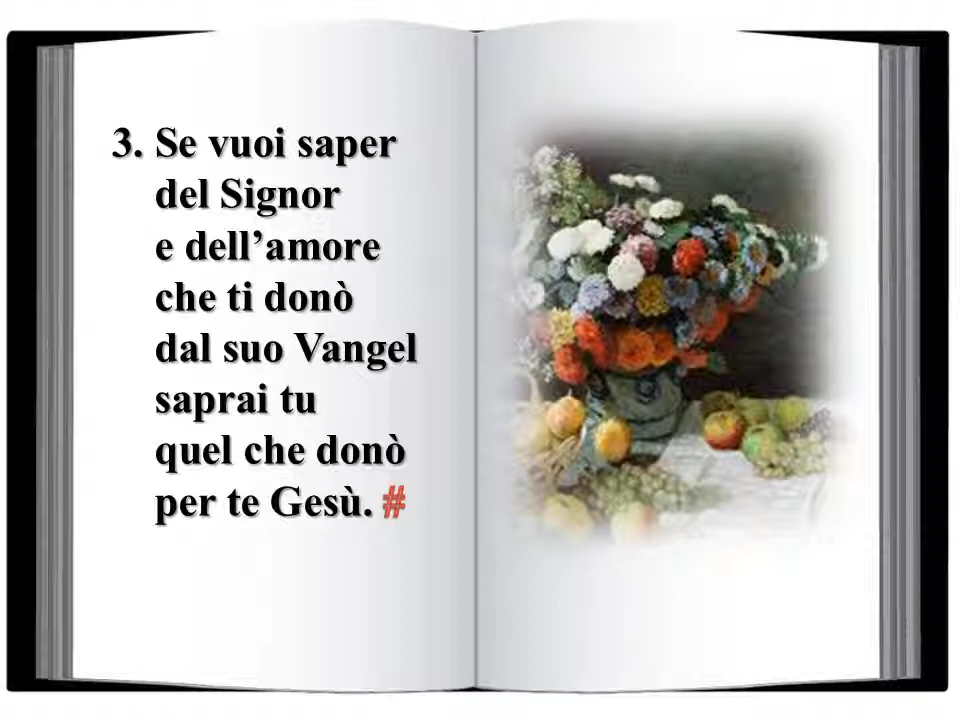 3. Se vuoi saper
del Signor
e dell’amore
che ti donò
dal suo Vangel
saprai tu
quel che donò
per te Gesù. #